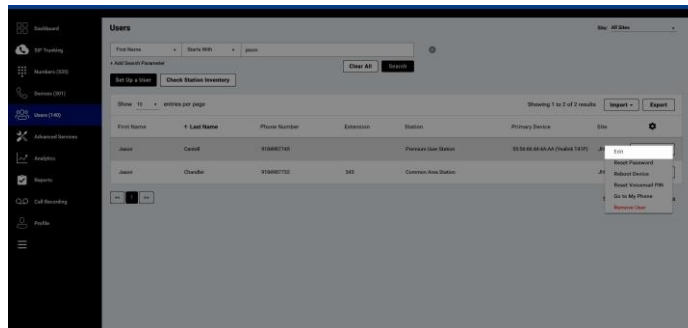 Dashboard
SIP Trunking
Numbers (535)
Devices (301)
Users (740)
Advanced Services
Analytics
Reports
Call Recording
Profile
Users
Site: All Sites
First Name
Starts With
jason
+ Add Search Parameter
Clear All
Search
Set Up a User
Check Station Inventory
Show 10 entries per page
Showing 1 to 2 of 2 results
Import
Export
First Name
Last Name
Phone Number
Extension
Station
Primary Device
Site
Jason
Premium User Station
Jason
Chandler
Common Area Station
1
Edit
Reset Password
Reboot Device
Reset Voicemail PIN
Go to My Phone
Remove User